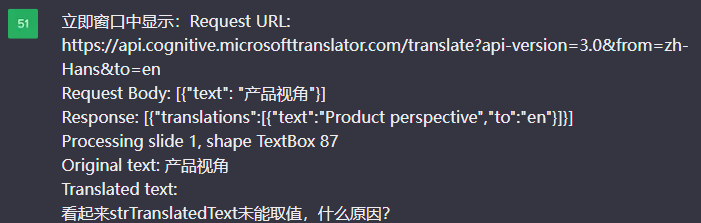 51
立即窗口中显示：Request URL:
https://api.cognitive.microsofttranslator.com/translate?api-version=3.0&from=zh-
Hans&to=en
Request Body: [{"text": "产品视角"}]
Response: [{"translations":[{"text":"Product perspective","to":"en"}]}]
Processing slide 1, shape TextBox 87
Original text: 产品视角
Translated text:
看起来strTranslatedText未能取值，什么原因？